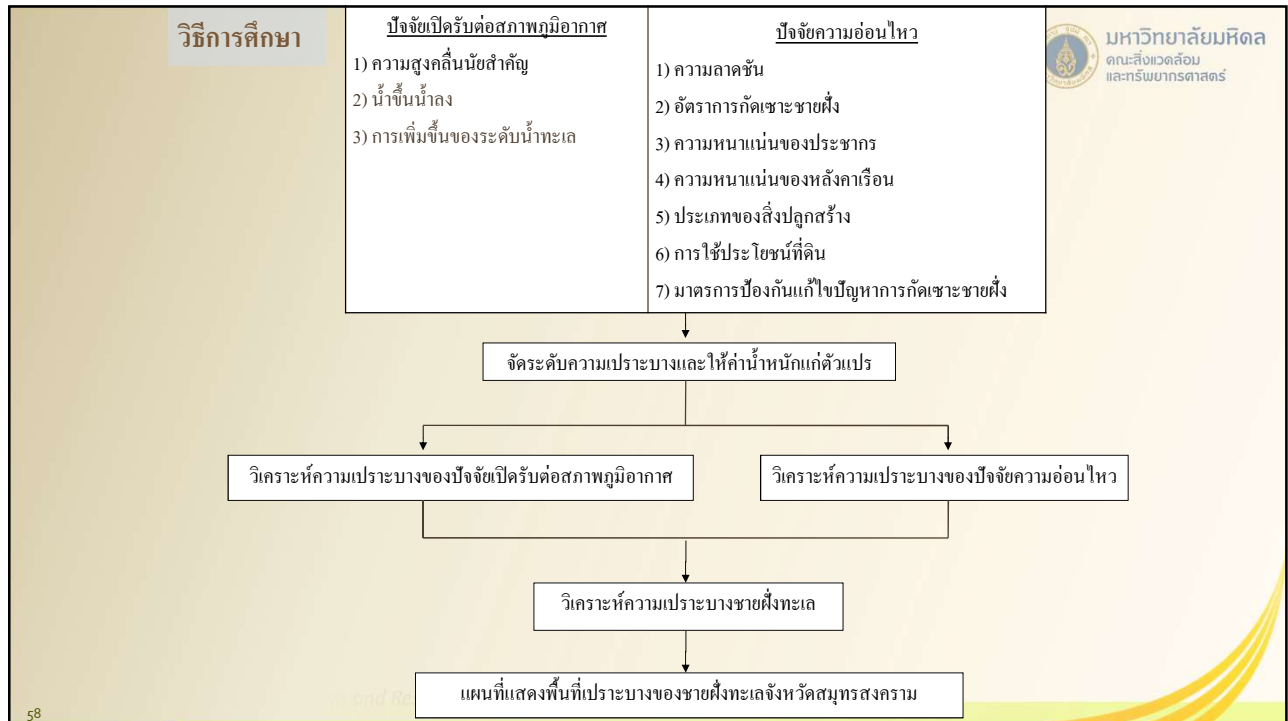 วิธีการศึกษา
ปัจจัยเปิดรับต่อสภาพภูมิอากาศ
1) ความสูงคลื่นนัยสำคัญ
2) น้ำขึ้นน้ำลง
3) การเพิ่มขึ้นของระดับน้ำทะเล
ปัจจัยความอ่อนไหว
1) ความลาดชัน
2) อัตราการกัดเซาะชายฝั่ง
3) ความหนาแน่นของประชากร
4) ความหนาแน่นของหลังคาเรือน
5) ประเภทของสิ่งปลูกสร้าง
6) การใช้ประโยชน์ที่ดิน
7) มาตรการป้องกันแก้ไขปัญหาการกัดเซาะชายฝั่ง
มหาวิทยาลัยมหิดล
คณะสิ่งแวดล้อม
และทรัพยากรศาสตร์
จัดระดับความเปราะบางและให้ค่าน้ำหนักแก่ตัวแปร
วิเคราะห์ความเปราะบางของปัจจัยเปิดรับต่อสภาพภูมิอากาศ
วิเคราะห์ความเปราะบางของปัจจัยความอ่อนไหว
วิเคราะห์ความเปราะบางชายฝั่งทะเล
แผนที่แสดงพื้นที่เปราะบางของชายฝั่งทะเลจังหวัดสมุทรสงคราม
and
58